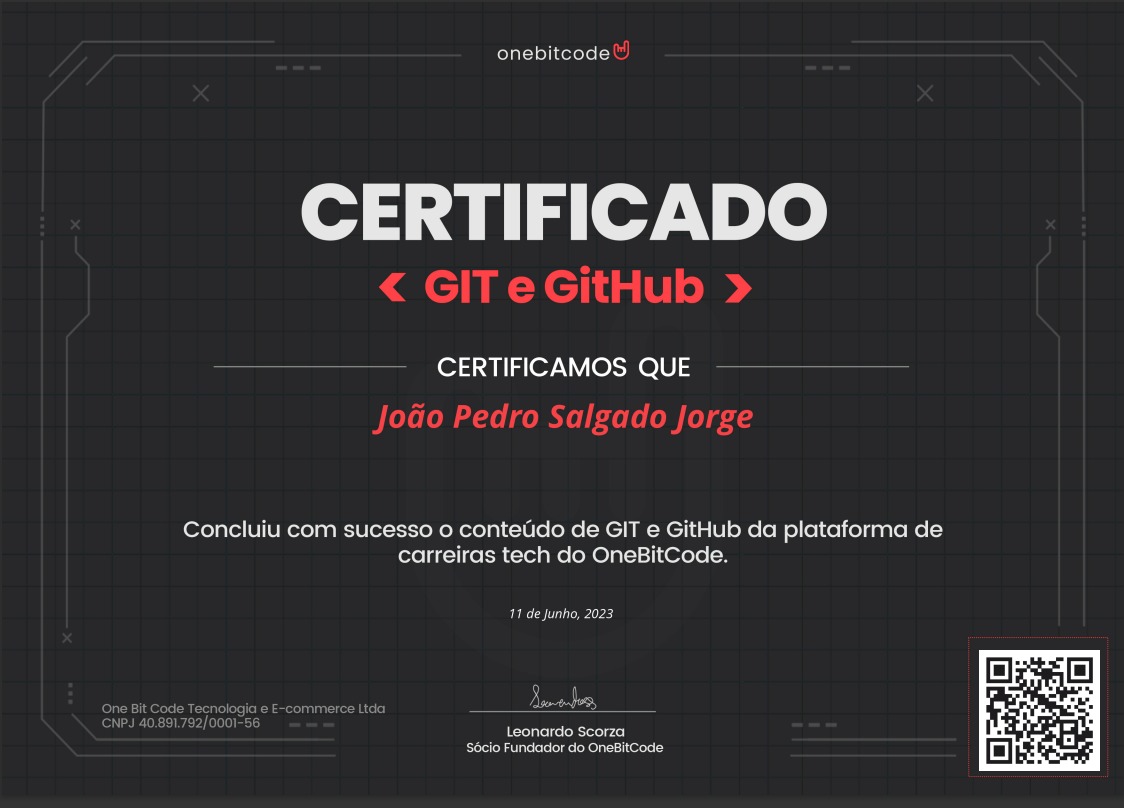 onebitcode
CERTIFICADO
< GIT e GitHub >
CERTIFICAMOS QUE
João Pedro Salgado Jorge
Concluiu com sucesso o conteúdo de GIT e GitHub da plataforma de
carreiras tech do OneBitCode.
11 de Junho, 2023
One Bit Code Tecnologia e E-commerce Ltda
CNPJ 40.891.792/0001-56
Leonardo Scorza
Sócio Fundador do OneBitCode